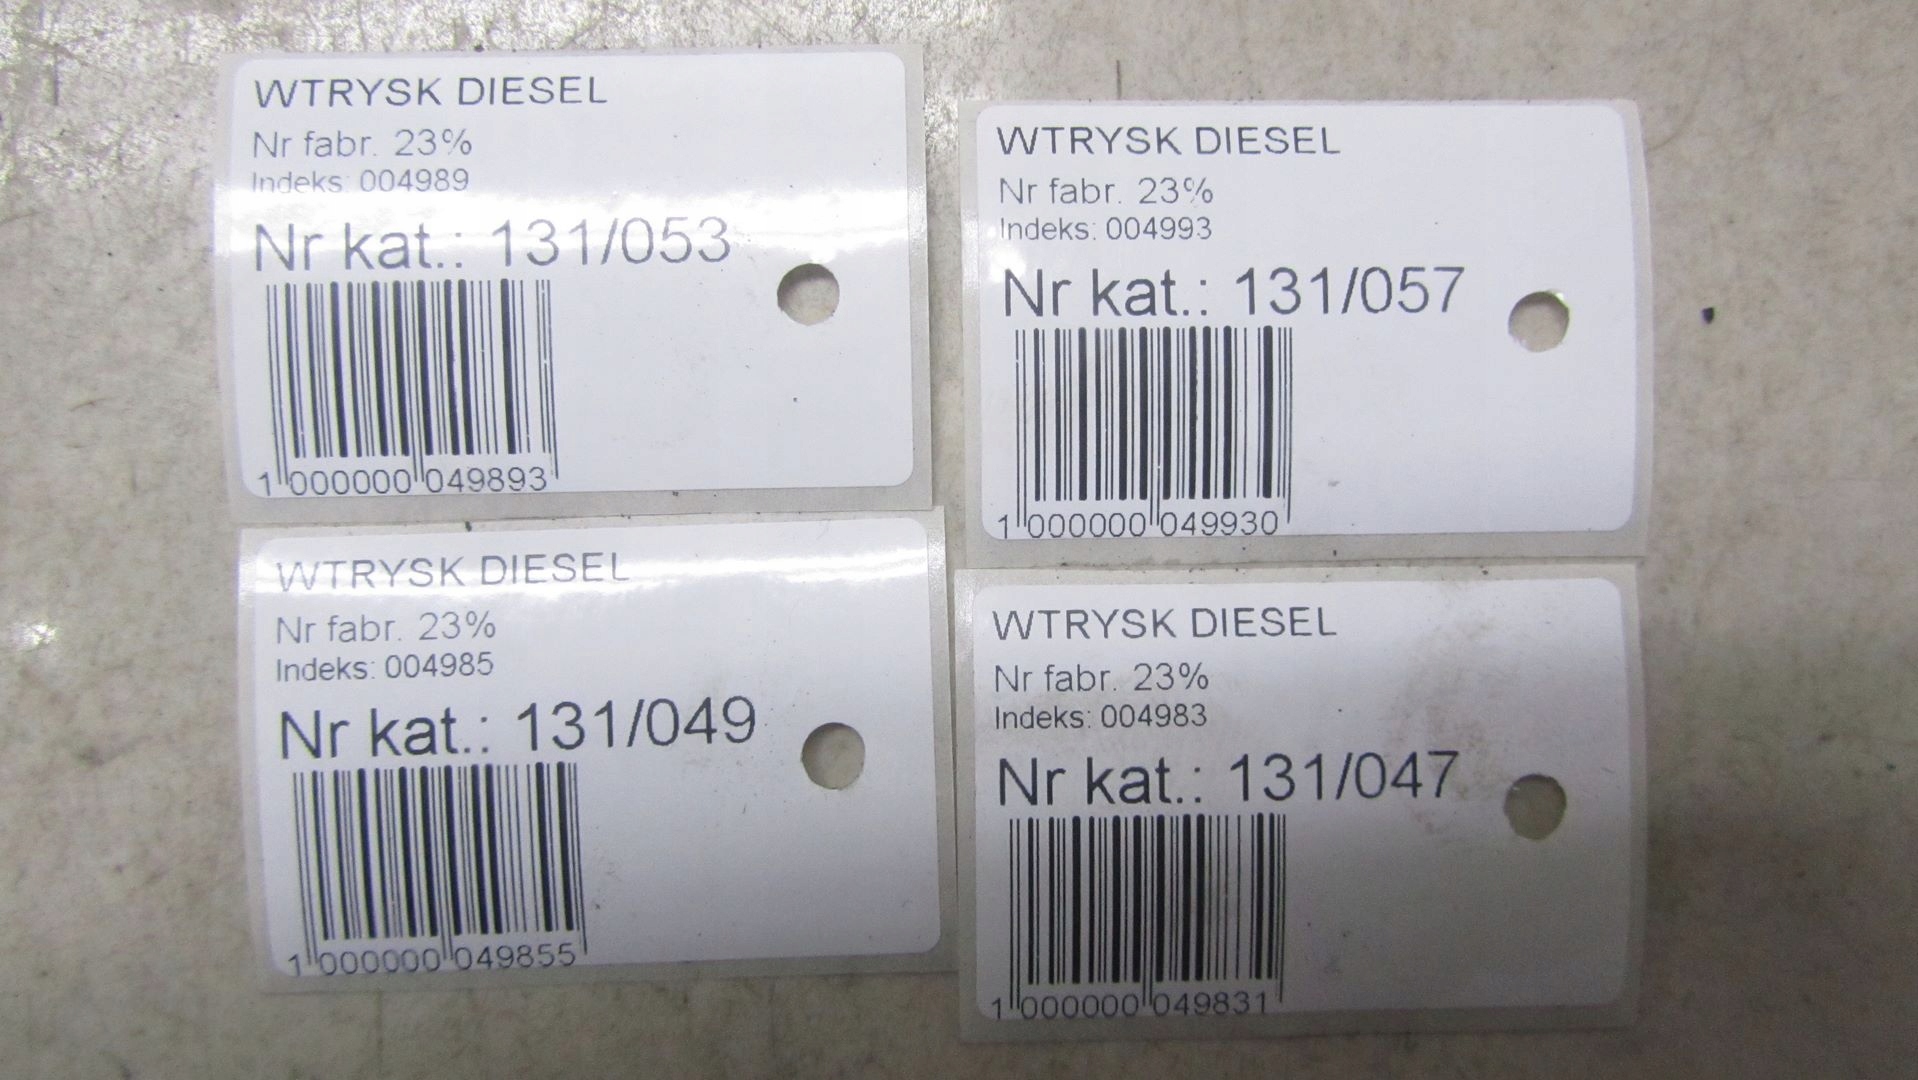 WTRYSK DIESEL
Nr fabr. 23%
Indeks: 004989
Nr kat.: 131/053
1 000000 049893
WTRYSK DIESEL
Nr fabr. 23%
Indeks: 004993
Nr kat.: 131/057
1 000000 049930
WTRYSK DIESEL
Nr fabr. 23%
Indeks: 004985
Nr kat.: 131/049
1 000000 049855
WTRYSK DIESEL
Nr fabr. 23%
Indeks: 004983
Nr kat.: 131/047
1 000000 049831